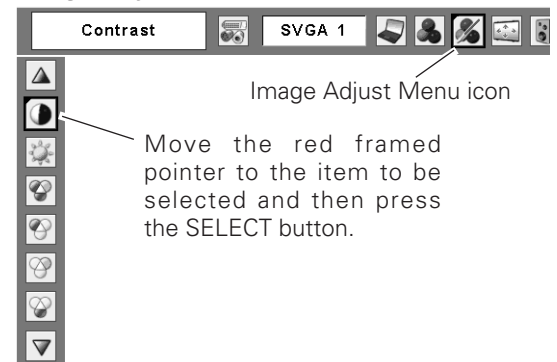 Contrast
SVGA 1
Image Adjust Menu icon
Move the red framed
pointer to the item to be
selected and then press
the SELECT button.